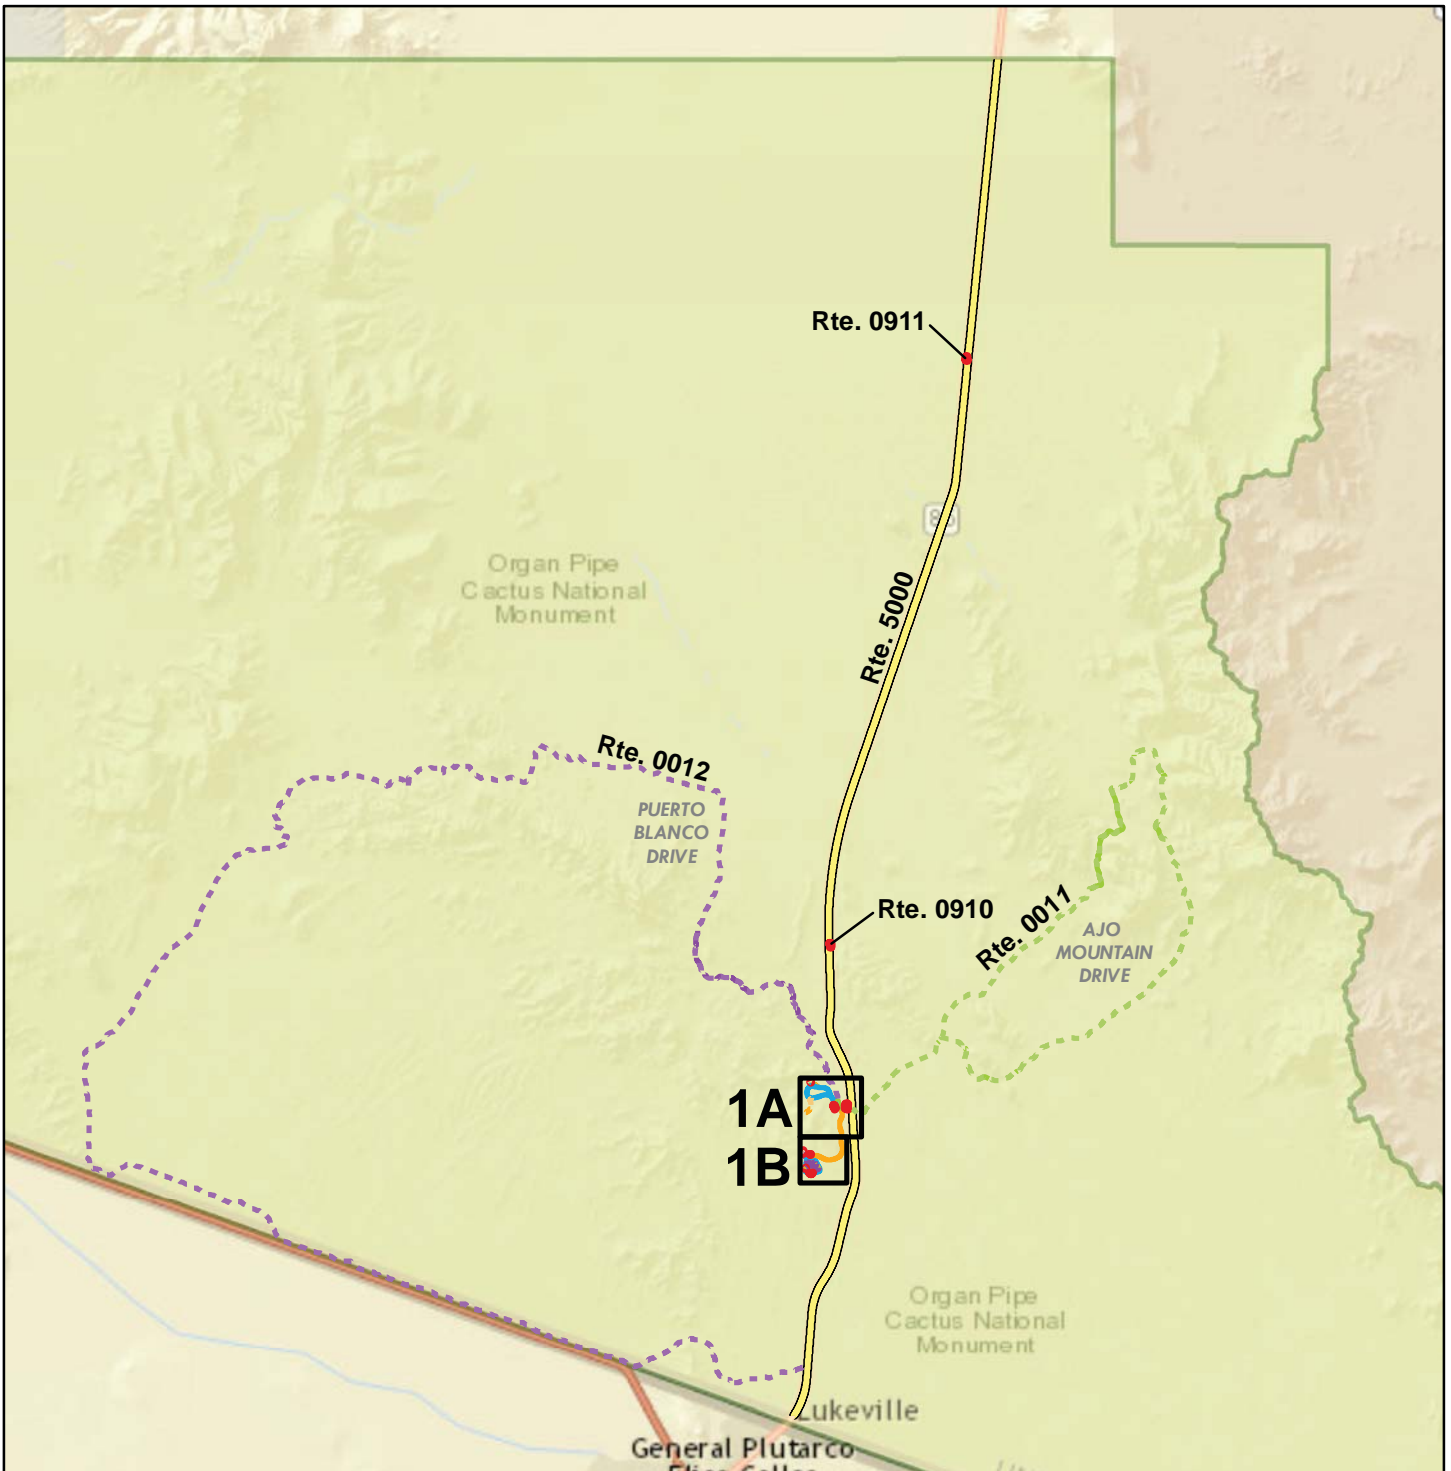 Rte. 0911
Organ Pipe
Cactus National
Monument
Rte. 5000
Rte. 0012
PUERTO
BLANCO
DRIVE
Rte. 0910
Rte. 0011
AJO
MOUNTAIN
DRIVE
1A
1B
Organ Pipe
Cactus National
Monument
Lukeville
General Plutarco